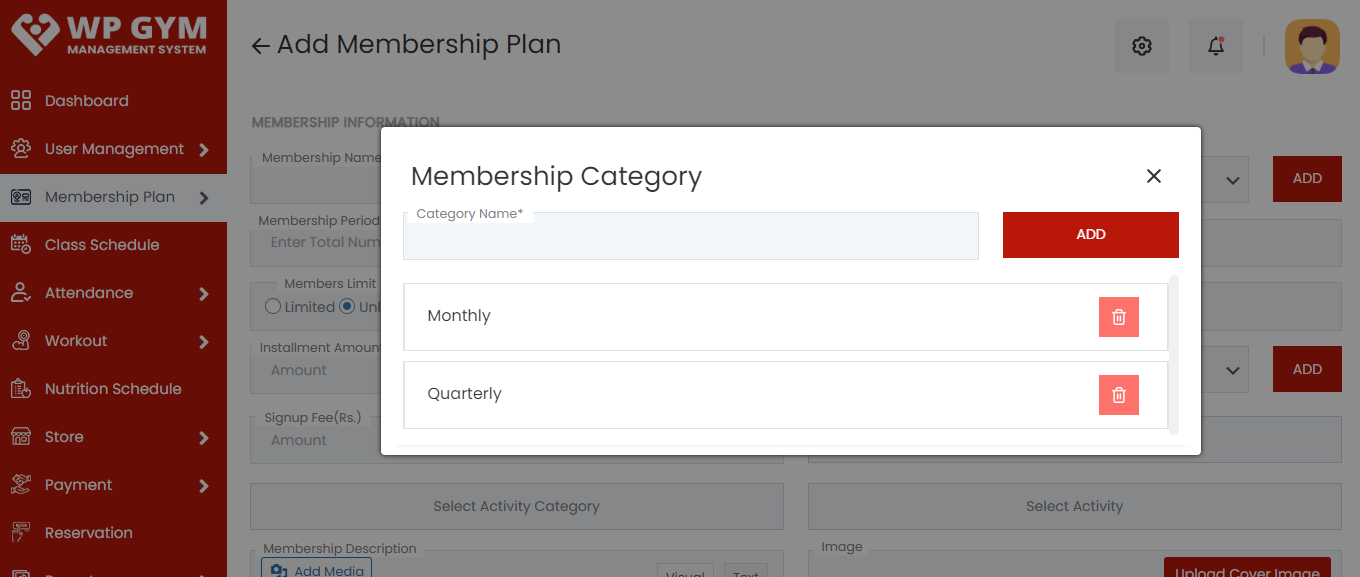 WP GYM
MANAGEMENT SYSTEM
Add Membership Plan
Dashboard
User Management
Membership Plan
Class Schedule
Attendance
Workout
Nutrition Schedule
Store
Payment
Reservation
MEMBERSHIP INFORMATION
Membership Name
ADD
Membership Period
Enter Total Num
Members Limit
Limited
Installment Amount
Amount
ADD
Signup Fee(Rs.)
Amount
Membership Category
Category Name*
ADD
Monthly
Quarterly
Select Activity Category
Select Activity
Membership Description
Add Media
Visual
Text
Image
Upload Cover Image